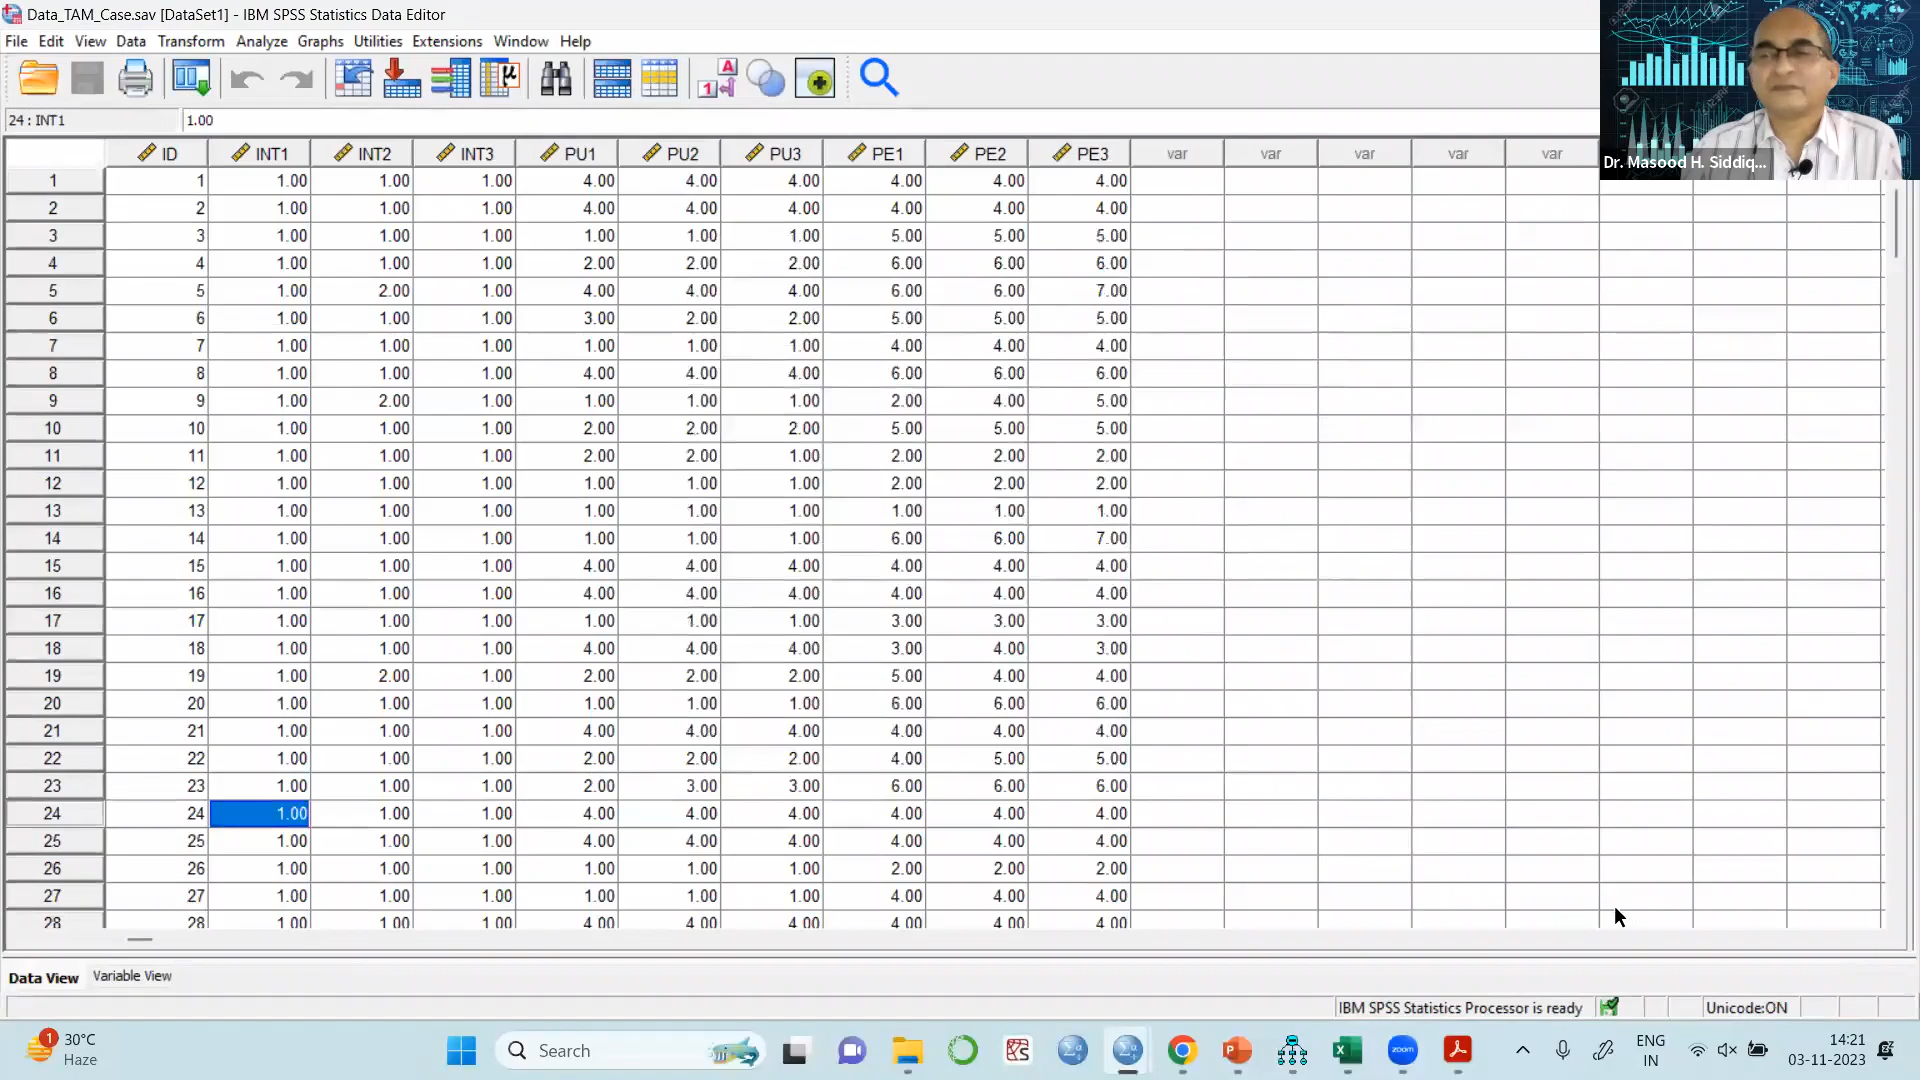 Data_TAM_Case.sav [DataSet1] - IBM SPSS Statistics Data Editor
File Edit View Data Transform Analyze Graphs Utilities Extensions Window Help
24 : INT1 1.00
Dr. Masood H. Siddiq...
ID INT1 INT2 INT3 PU1 PU2 PU3 PE1 PE2 PE3 var var var var var
1 1 1.00 1.00 1.00 4.00 4.00 4.00 4.00 4.00 4.00
2 2 1.00 1.00 1.00 4.00 4.00 4.00 4.00 4.00 4.00
3 3 1.00 1.00 1.00 1.00 1.00 1.00 5.00 5.00 5.00
4 4 1.00 1.00 1.00 2.00 2.00 2.00 6.00 6.00 6.00
5 5 1.00 2.00 1.00 4.00 4.00 4.00 6.00 6.00 7.00
6 6 1.00 1.00 1.00 3.00 2.00 2.00 5.00 5.00 5.00
7 7 1.00 1.00 1.00 1.00 1.00 1.00 4.00 4.00 4.00
8 8 1.00 1.00 1.00 4.00 4.00 4.00 6.00 6.00 6.00
9 9 1.00 2.00 1.00 1.00 1.00 1.00 2.00 4.00 5.00
10 10 1.00 1.00 1.00 2.00 2.00 2.00 5.00 5.00 5.00
11 11 1.00 1.00 1.00 2.00 2.00 1.00 2.00 2.00 2.00
12 12 1.00 1.00 1.00 1.00 1.00 1.00 2.00 2.00 2.00
13 13 1.00 1.00 1.00 1.00 1.00 1.00 1.00 1.00 1.00
14 14 1.00 1.00 1.00 1.00 1.00 1.00 6.00 6.00 7.00
15 15 1.00 1.00 1.00 4.00 4.00 4.00 4.00 4.00 4.00
16 16 1.00 1.00 1.00 4.00 4.00 4.00 4.00 4.00 4.00
17 17 1.00 1.00 1.00 1.00 1.00 1.00 3.00 3.00 3.00
18 18 1.00 1.00 1.00 4.00 4.00 4.00 3.00 4.00 3.00
19 19 1.00 2.00 1.00 2.00 2.00 2.00 5.00 4.00 4.00
20 20 1.00 1.00 1.00 1.00 1.00 1.00 6.00 6.00 6.00
21 21 1.00 1.00 1.00 4.00 4.00 4.00 4.00 4.00 4.00
22 22 1.00 1.00 1.00 2.00 2.00 2.00 4.00 5.00 5.00
23 23 1.00 1.00 1.00 2.00 3.00 3.00 6.00 6.00 6.00
24 24 1.00 1.00 1.00 4.00 4.00 4.00 4.00 4.00 4.00
25 25 1.00 1.00 1.00 4.00 4.00 4.00 4.00 4.00 4.00
26 26 1.00 1.00 1.00 1.00 1.00 1.00 2.00 2.00 2.00
27 27 1.00 1.00 1.00 1.00 1.00 1.00 4.00 4.00 4.00
28 28 1.00 1.00 1.00 4.00 4.00 4.00 4.00 4.00 4.00
Data View Variable View
IBM SPSS Statistics Processor is ready Unicode:ON
1 30°C
Haze
Search
zoom
ENG
IN
14:21
03-11-2023